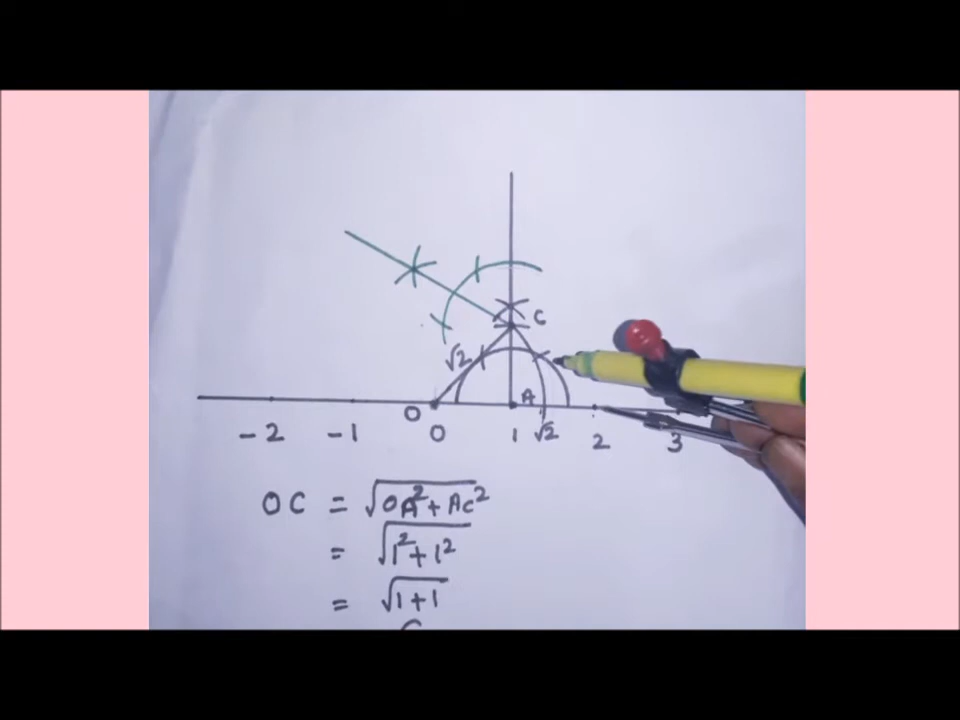 C
√2
A
O
-2 -1 0 1 √2 2 3
OC = √OA²+AC²
= √1²+1²
= √1+1